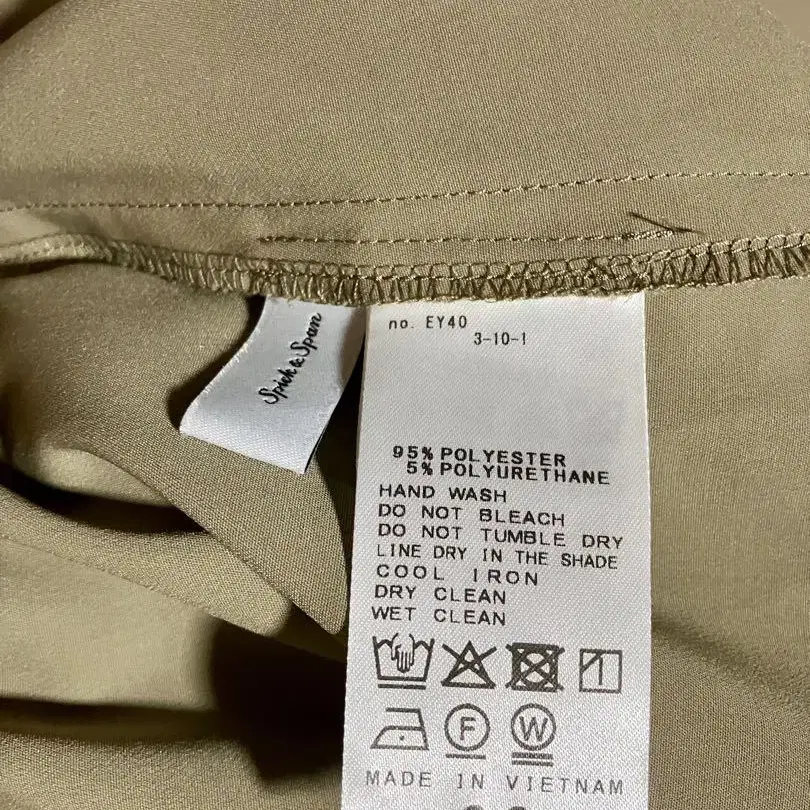 Spick & Span
no. EY40
3-10-1
95% POLYESTER
5% POLYURETHANE
HAND WASH
DO NOT BLEACH
DO NOT TUMBLE DRY
LINE DRY IN THE SHADE
COOL IRON
DRY CLEAN
WET CLEAN
F W
MADE IN VIETNAM